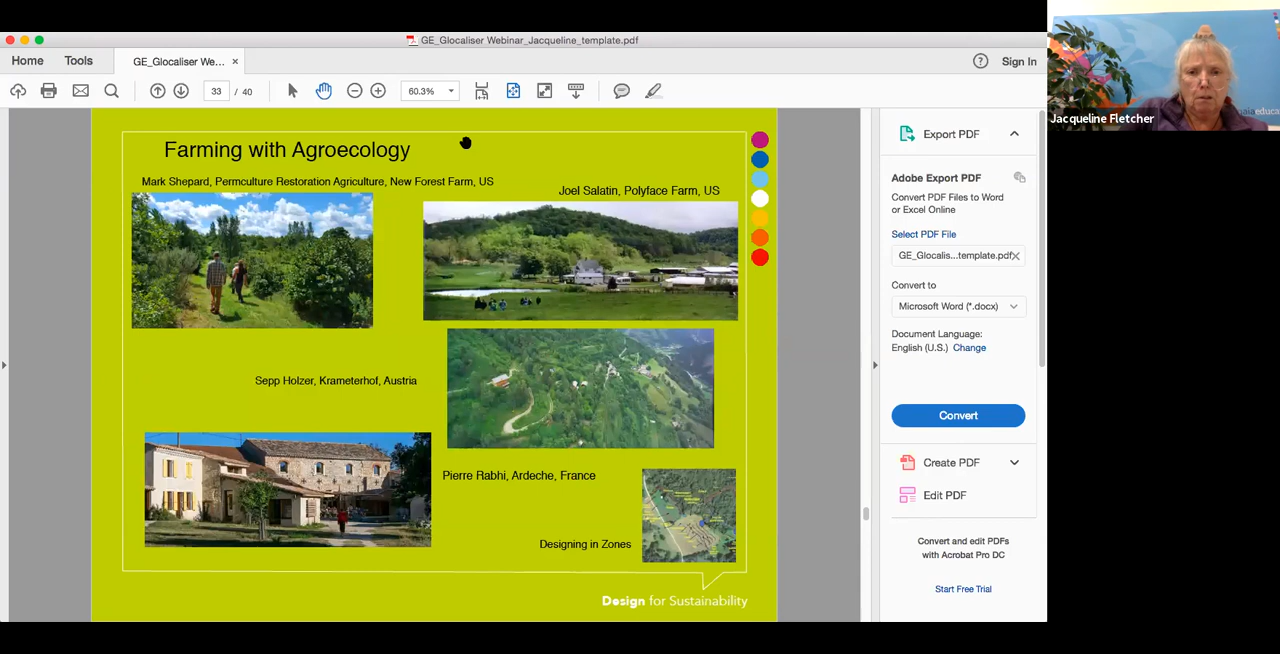 GE_Glocaliser Webinar_Jacqueline_template.pdf
Home
Tools
GE_Glocaliser We...
Sign In
33 / 40
60.3%
Farming with Agroecology
Mark Shepard, Permculture Restoration Agriculture, New Forest Farm, US
Joel Salatin, Polyface Farm, US
Sepp Holzer, Krameterhof, Austria
Pierre Rabhi, Ardeche, France
Designing in Zones
Design for Sustainability
Export PDF
Adobe Export PDF
Convert PDF Files to Word
or Excel Online
Select PDF File
GE_Glocalis...template.pdf
Convert to
Microsoft Word (*.docx)
Document Language:
English (U.S.) Change
Convert
Create PDF
Edit PDF
Convert and edit PDFs
with Acrobat Pro DC
Start Free Trial
Jacqueline Fletcher